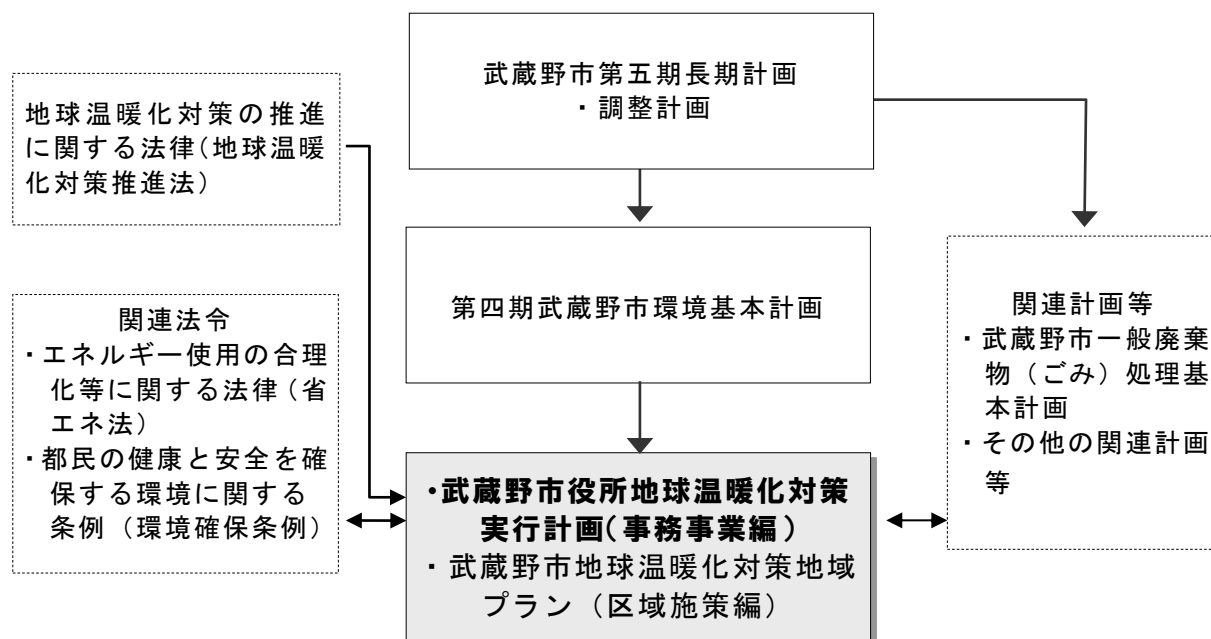 武蔵野市第五期長期計画
・調整計画
地球温暖化対策の推進
に関する法律（地球温暖
化対策推進法）
第四期武蔵野市環境基本計画
関連法令
・エネルギー使用の合理
化等に関する法律（省
エネ法）
・都民の健康と安全を確
保する環境に関する
条例（環境確保条例）
関連計画等
・武蔵野市一般廃棄
物（ごみ）処理基
本計画
・その他の関連計画
等
・武蔵野市役所地球温暖化対策
実行計画（事務事業編）
・武蔵野市地球温暖化対策地域
プラン（区域施策編）